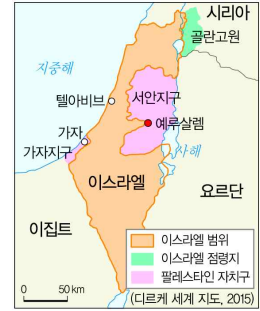 시리아
골란고원
지중해
텔아비브
서안지구
예루살렘
가자
가자지구
사해
이스라엘
요르단
이집트
이스라엘 범위
이스라엘 점령지
팔레스타인 자치구
0 50 km
(디르케 세계 지도, 2015)